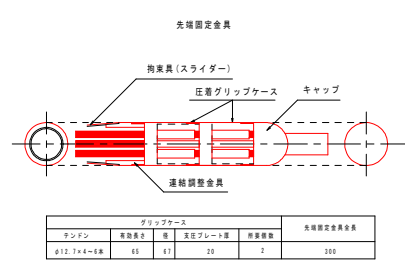 先端固定金具
拘束具(スライダー)
圧着グリップケース
キャップ
連結調整金具
グリップケース 先端固定金具全長
テンドン 有効長さ 径 支圧プレート厚 所要個数
φ12.7×4~6本 65 67 20 2 300